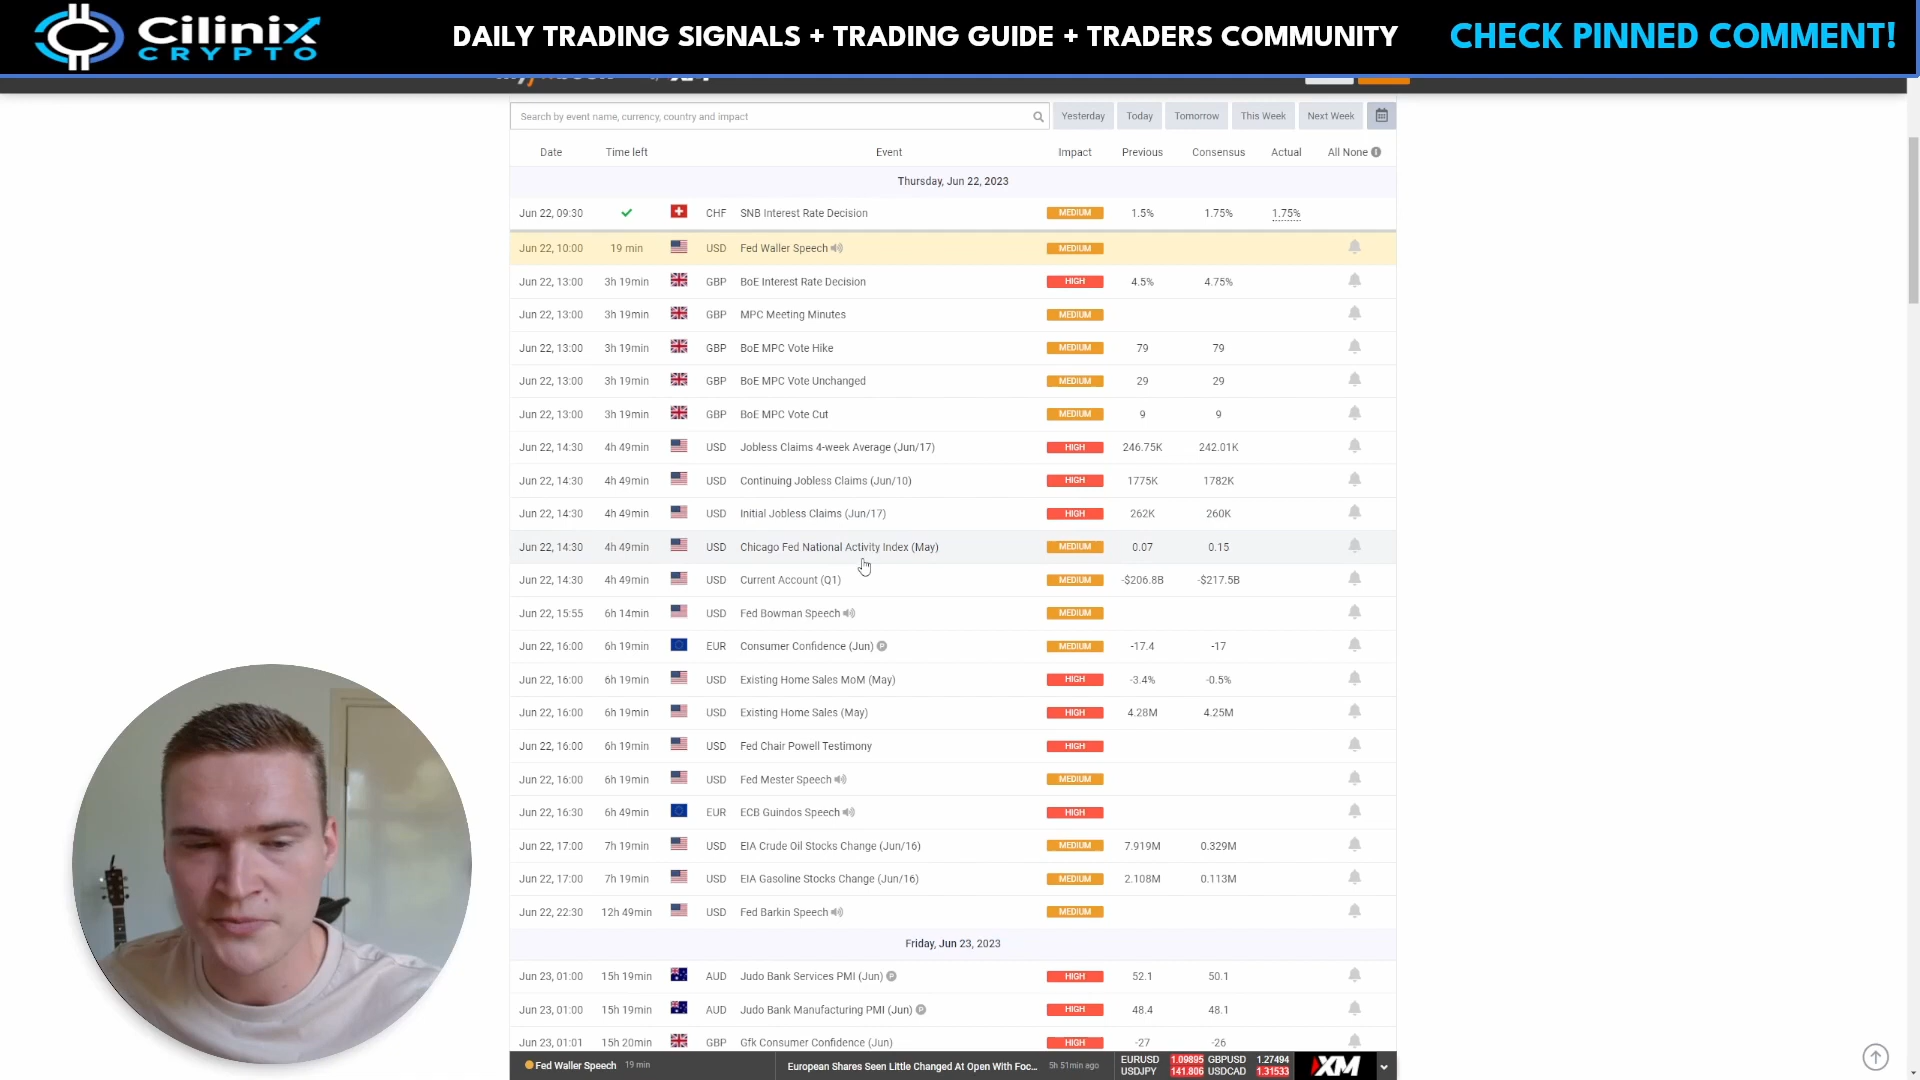 Cilinix
CRYPTO
DAILY TRADING SIGNALS + TRADING GUIDE + TRADERS COMMUNITY
CHECK PINNED COMMENT!
Search by event name, currency, country and impact
Yesterday Today Tomorrow This Week Next Week
Date Time left Event Impact Previous Consensus Actual All None
Thursday, Jun 22, 2023
Jun 22, 09:30 CHF SNB Interest Rate Decision MEDIUM 1.5% 1.75% 1.75%
Jun 22, 10:00 19 min USD Fed Waller Speech MEDIUM
Jun 22, 13:00 3h 19min GBP BoE Interest Rate Decision HIGH 4.5% 4.75%
Jun 22, 13:00 3h 19min GBP MPC Meeting Minutes MEDIUM
Jun 22, 13:00 3h 19min GBP BoE MPC Vote Hike MEDIUM 79 79
Jun 22, 13:00 3h 19min GBP BoE MPC Vote Unchanged MEDIUM 29 29
Jun 22, 13:00 3h 19min GBP BoE MPC Vote Cut MEDIUM 9 9
Jun 22, 14:30 4h 49min USD Jobless Claims 4-week Average (Jun/17) HIGH 246.75K 242.01K
Jun 22, 14:30 4h 49min USD Continuing Jobless Claims (Jun/10) HIGH 1775K 1782K
Jun 22, 14:30 4h 49min USD Initial Jobless Claims (Jun/17) HIGH 262K 260K
Jun 22, 14:30 4h 49min USD Chicago Fed National Activity Index (May) MEDIUM 0.07 0.15
Jun 22, 14:30 4h 49min USD Current Account (Q1) MEDIUM -$206.8B -$217.5B
Jun 22, 15:55 6h 14min USD Fed Bowman Speech MEDIUM
Jun 22, 16:00 6h 19min EUR Consumer Confidence (Jun) P MEDIUM -17.4 -17
Jun 22, 16:00 6h 19min USD Existing Home Sales MoM (May) HIGH -3.4% -0.5%
Jun 22, 16:00 6h 19min USD Existing Home Sales (May) HIGH 4.28M 4.25M
Jun 22, 16:00 6h 19min USD Fed Chair Powell Testimony HIGH
Jun 22, 16:00 6h 19min USD Fed Mester Speech MEDIUM
Jun 22, 16:30 6h 49min EUR ECB Guindos Speech HIGH
Jun 22, 17:00 7h 19min USD EIA Crude Oil Stocks Change (Jun/16) MEDIUM 7.919M 0.329M
Jun 22, 17:00 7h 19min USD EIA Gasoline Stocks Change (Jun/16) MEDIUM 2.108M 0.113M
Jun 22, 22:30 12h 49min USD Fed Barkin Speech MEDIUM
Friday, Jun 23, 2023
Jun 23, 01:00 15h 19min AUD Judo Bank Services PMI (Jun) P HIGH 52.1 50.1
Jun 23, 01:00 15h 19min AUD Judo Bank Manufacturing PMI (Jun) P HIGH 48.4 48.1
Jun 23, 01:01 15h 20min GBP Gfk Consumer Confidence (Jun) HIGH -27 -26
Fed Waller Speech 19 min European Shares Seen Little Changed At Open With Foc... 5h 51min ago
EURUSD 1.09895 GBPUSD 1.27494
USDJPY 141.806 USDCAD 1.31533
XM